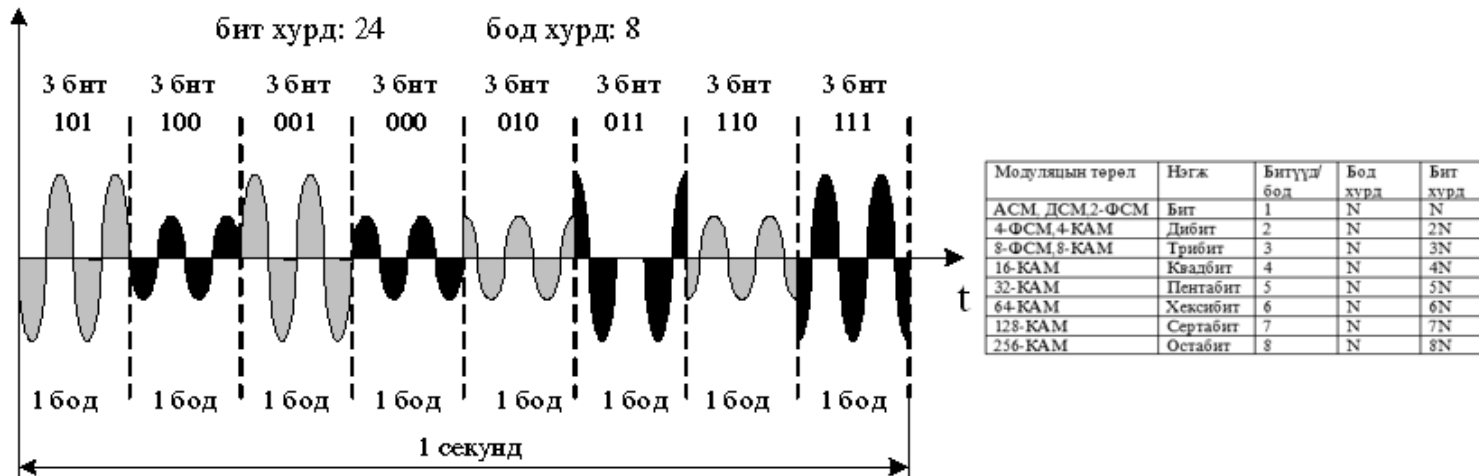 бит хурд: 24 бод хурд: 8
3 бит 3 бит 3 бит 3 бит 3 бит 3 бит 3 бит 3 бит
101 100 001 000 010 011 110 111
t
1 бод 1 бод 1 бод 1 бод 1 бод 1 бод 1 бод 1 бод
1 секунд
Модуляцын төрөл Нэгж Битүүд/ Бод Бит
бод хурд хурд
АСМ, ДСМ,2-ФСМ Бит 1 N N
4-ФСМ,4-КАМ Дибит 2 N 2N
8-ФСМ,8-КАМ Трибит 3 N 3N
16-КАМ Квадбит 4 N 4N
32-КАМ Пентабит 5 N 5N
64-КАМ Хексибит 6 N 6N
128-КАМ Сертабит 7 N 7N
256-КАМ Остабит 8 N 8N